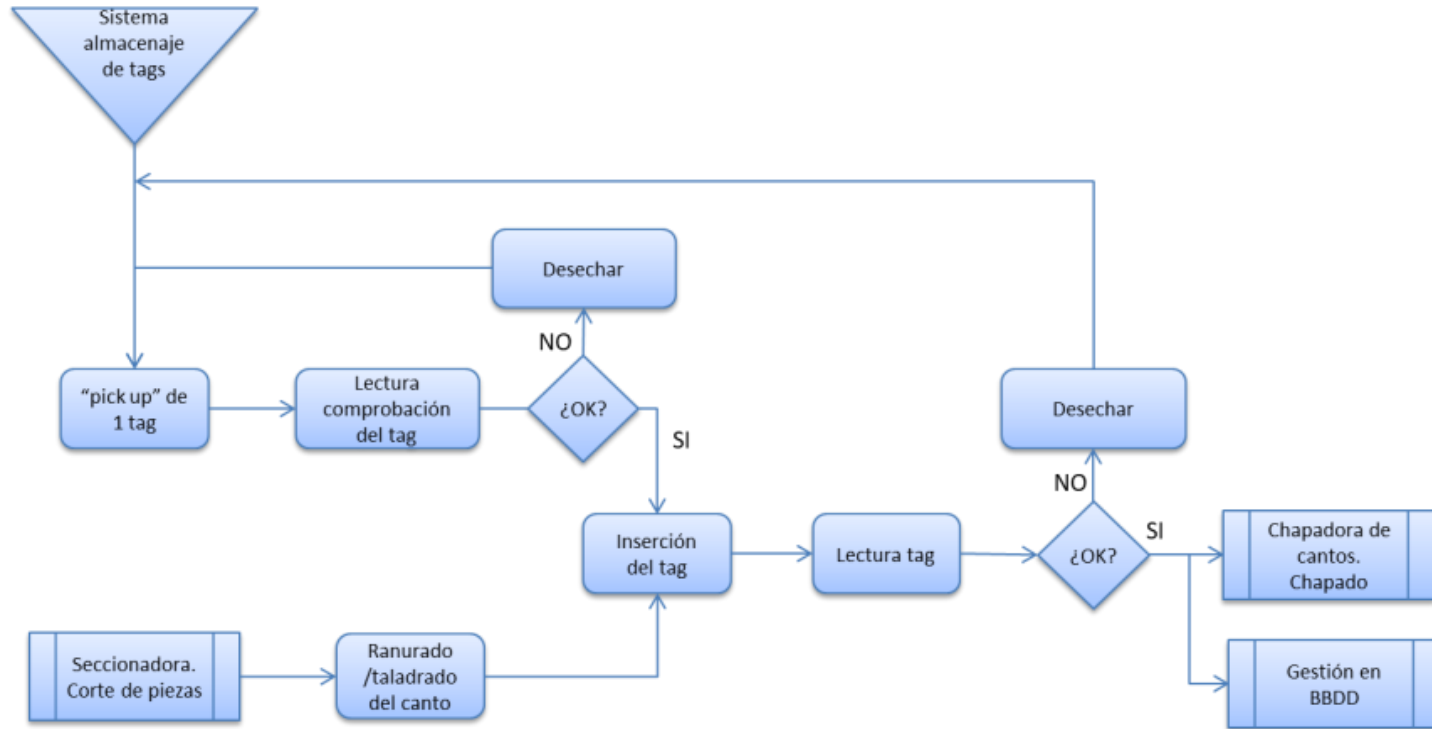 Sistema
almacenaje
de tags
Desechar
NO
“pick up” de
1 tag
Lectura
comprobación
del tag
¿OK?
SI
Desechar
NO
Inserción
del tag
Lectura tag
¿OK?
SI
Chapadora de
cantos.
Chapado
Seccionadora.
Corte de piezas
Ranurado
/taladrado
del canto
Gestión en
BBDD